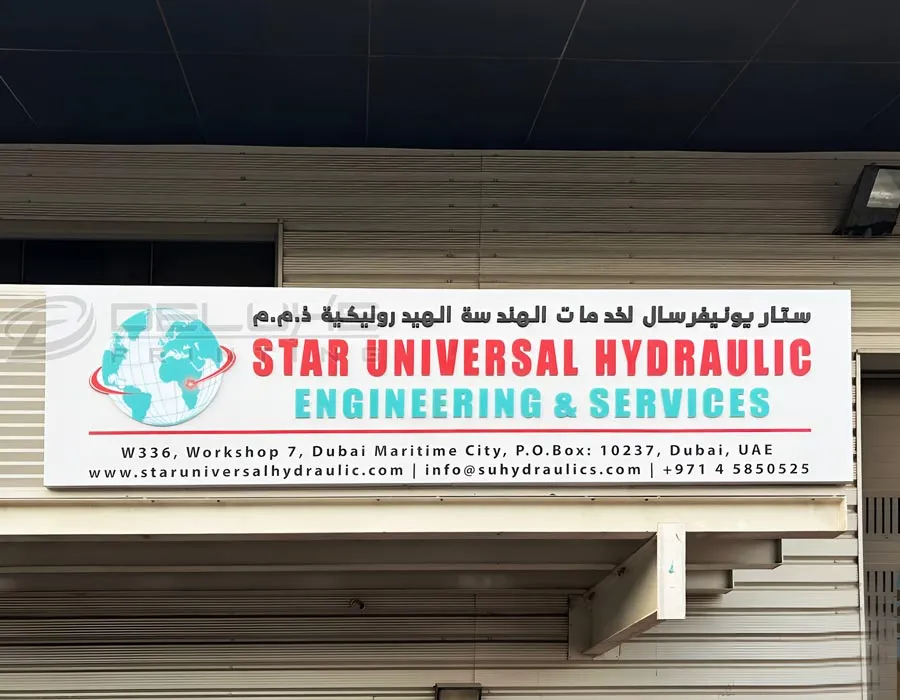 ستار يونيفرسال لخدمات الهندسة الهيدروليكية ذ.م.م
STAR UNIVERSAL HYDRAULIC
ENGINEERING & SERVICES
W336, Workshop 7, Dubai Maritime City, P.O.Box: 10237, Dubai, UAE
www.staruniversalhydraulic.com | info@suhydraulics.com | +971 4 5850525